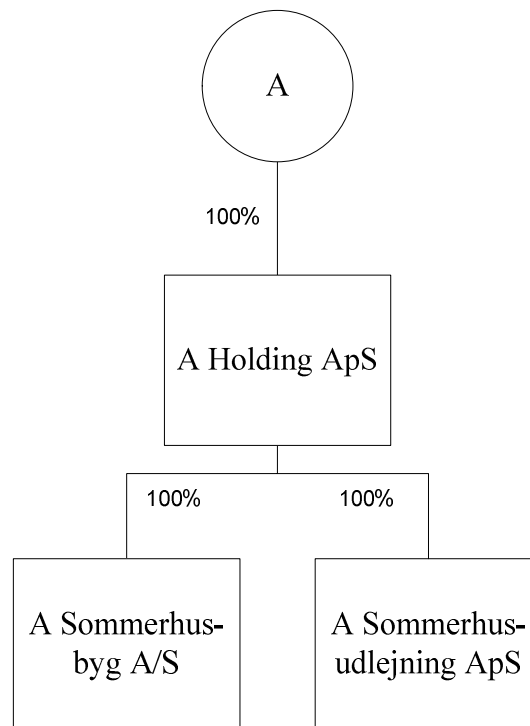 A
100%
A Holding ApS
100%
100%
A Sommerhus-
byg A/S
A Sommerhus-
udlejning ApS